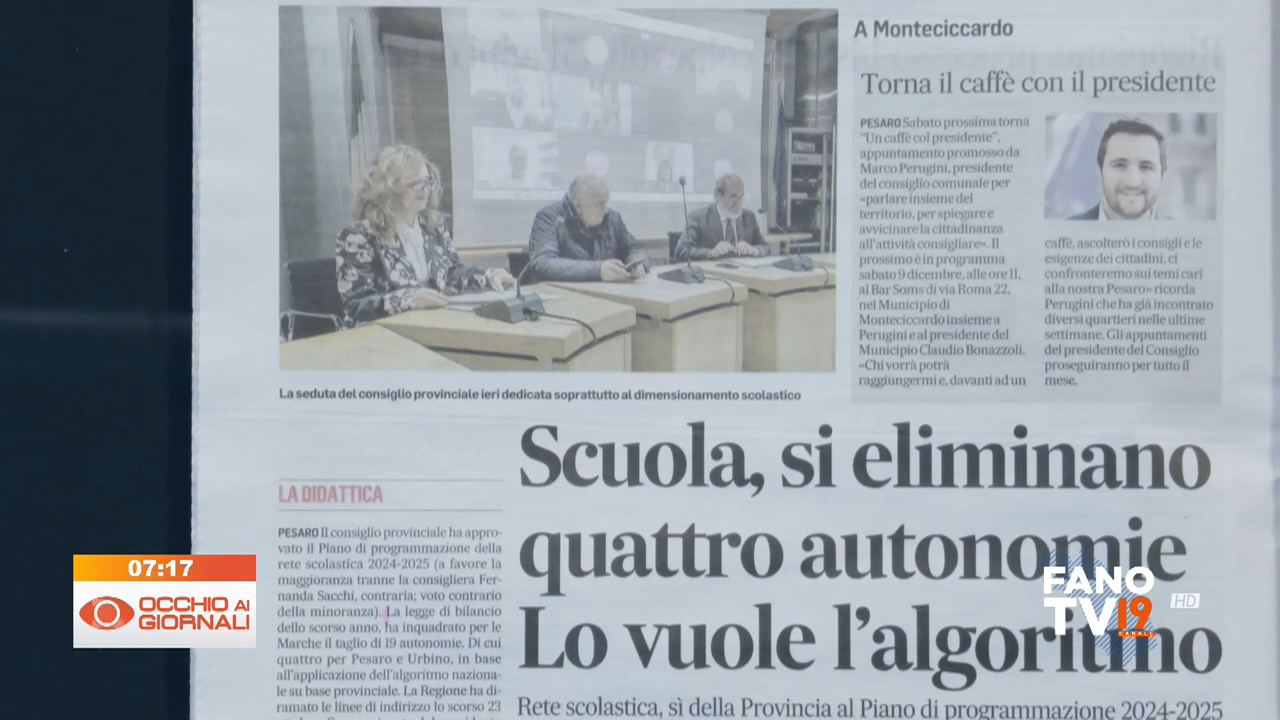 A Monteciccardo
Torna il caffè con il presidente
PESARO Sabato prossima torna
"Un caffè col presidente",
appuntamento promosso da
Marco Perugini, presidente
del consiglio comunale per
«parlare insieme del
territorio, per spiegare e
avvicinare la cittadinanza
all'attività consigliare». Il
prossimo è in programma
sabato 9 dicembre, alle ore 11,
al Bar Soms di via Roma 22,
nel Municipio di
Monteciccardo insieme a
Perugini e al presidente del
Municipio Claudio Bonazzoli.
«Chi vorrà potrà
raggiungermi e, davanti ad un
caffè, ascolterò i consigli e le
esigenze dei cittadini, ci
confronteremo sui temi cari
alla nostra Pesaro» ricorda
Perugini che ha già incontrato
diversi quartieri nelle ultime
settimane. Gli appuntamenti
del presidente del Consiglio
proseguiranno per tutto il
mese.
La seduta del consiglio provinciale ieri dedicata soprattutto al dimensionamento scolastico
Scuola, si eliminano
quattro autonomie
Lo vuole l'algoritmo
Rete scolastica, sì della Provincia al Piano di programmazione 2024-2025
LA DIDATTICA
PESARO Il consiglio provinciale ha appro-
vato il Piano di programmazione della
rete scolastica 2024-2025 (a favore la
maggioranza tranne la consigliera Fer-
nanda Sacchi, contraria; voto contrario
della minoranza). La legge di bilancio
dello scorso anno, ha inquadrato per le
Marche il taglio di 19 autonomie. Di cui
quattro per Pesaro e Urbino, in base
all'applicazione dell'algoritmo naziona-
le su base provinciale. La Regione ha di-
ramato le linee di indirizzo lo scorso 23
07:17
OCCHIO AI
GIORNALI
FANO
TV 19
CANALE
HD